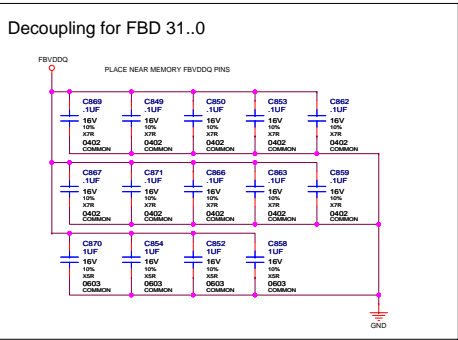 Decoupling for FBD 31..0
FBVDDQ
PLACE NEAR MEMORY FBVDDQ PINS
C869 C849 C850 C853 C862
.1UF .1UF .1UF .1UF .1UF
16V 16V 16V 16V 16V
10% 10% 10% 10% 10%
X7R X7R X7R X7R X7R
0402 0402 0402 0402 0402
COMMON COMMON COMMON COMMON COMMON
C867 C871 C866 C863 C859
.1UF .1UF .1UF .1UF .1UF
16V 16V 16V 16V 16V
10% 10% 10% 10% 10%
X7R X7R X7R X7R X7R
0402 0402 0402 0402 0402
COMMON COMMON COMMON COMMON COMMON
C870 C854 C852 C858
1UF 1UF 1UF 1UF
16V 16V 16V 16V
10% 10% 10% 10%
X5R X5R X5R X5R
0603 0603 0603 0603
COMMON COMMON COMMON COMMON
GND